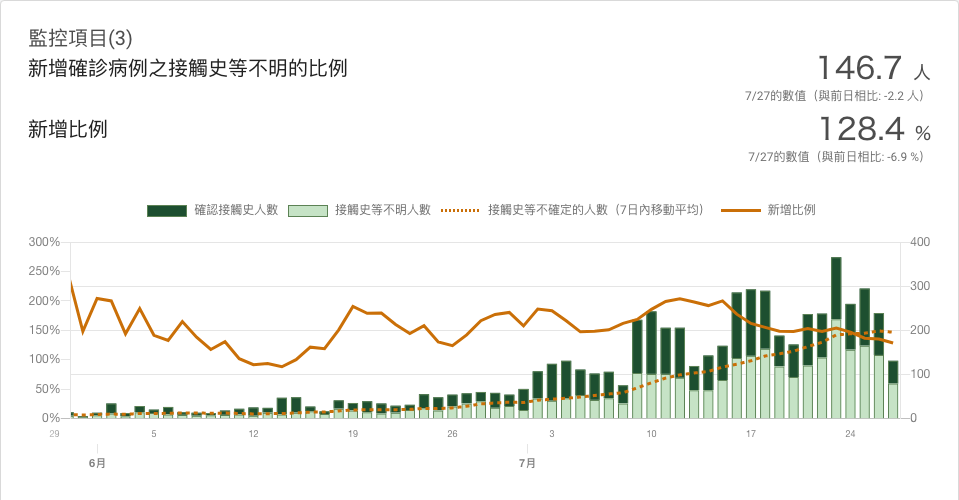 監控項目(3)
新增確診病例之接觸史等不明的比例
146.7 人
7/27的數值（與前日相比: -2.2 人）
新增比例
128.4 %
7/27的數值（與前日相比: -6.9 %）
確認接觸史人數 接觸史等不明人數 接觸史等不確定的人數（7日內移動平均） 新增比例
300% 400
250%
200% 300
150% 200
100% 100
50%
0% 0
29 5 12 19 26 3 10 17 24
6月 7月